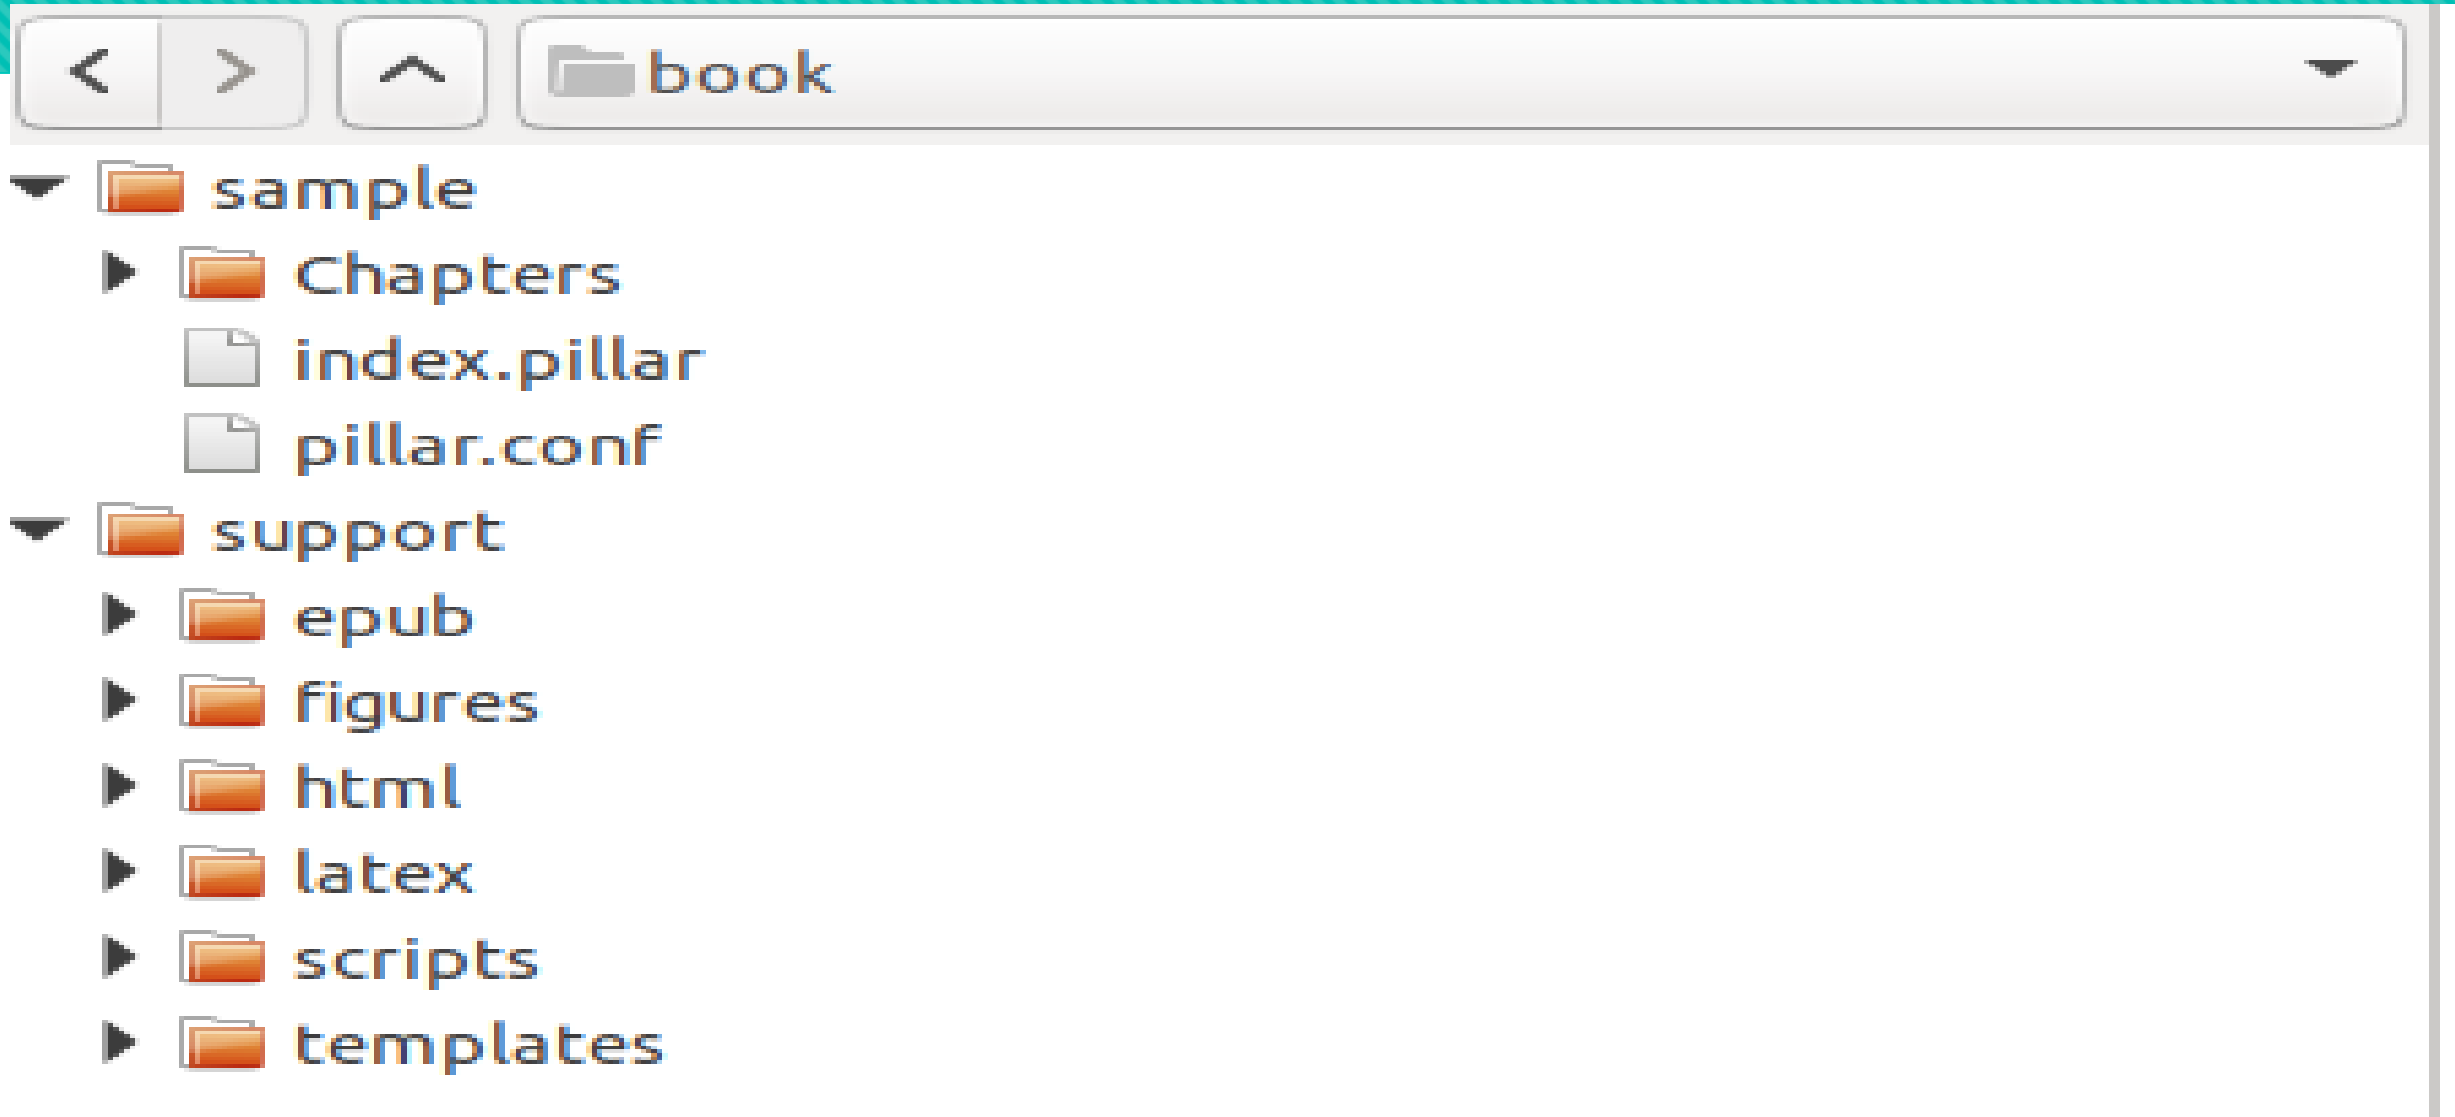 book
sample
Chapters
index.pillar
pillar.conf
support
epub
figures
html
latex
scripts
templates